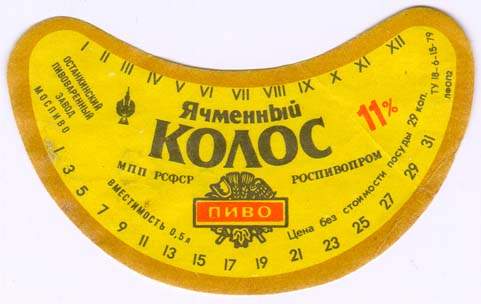 I II III IV V VI VII VIII IX X XI XII
ОСТАНКИНСКИЙ
ПИВОВАРЕННЫЙ
ЗАВОД
МОСПИВО
ТУ 18-6-15-79
ЛФОП2
Ячменный
КОЛОС
11%
МПП РСФСР
РОСПИВОПРОМ
ВМЕСТИМОСТЬ 0,5 л
ПИВО
Цена без стоимости посуды 29 коп.
1 3 5 7 9 11 13 15 17 19 21 23 25 27 29 31